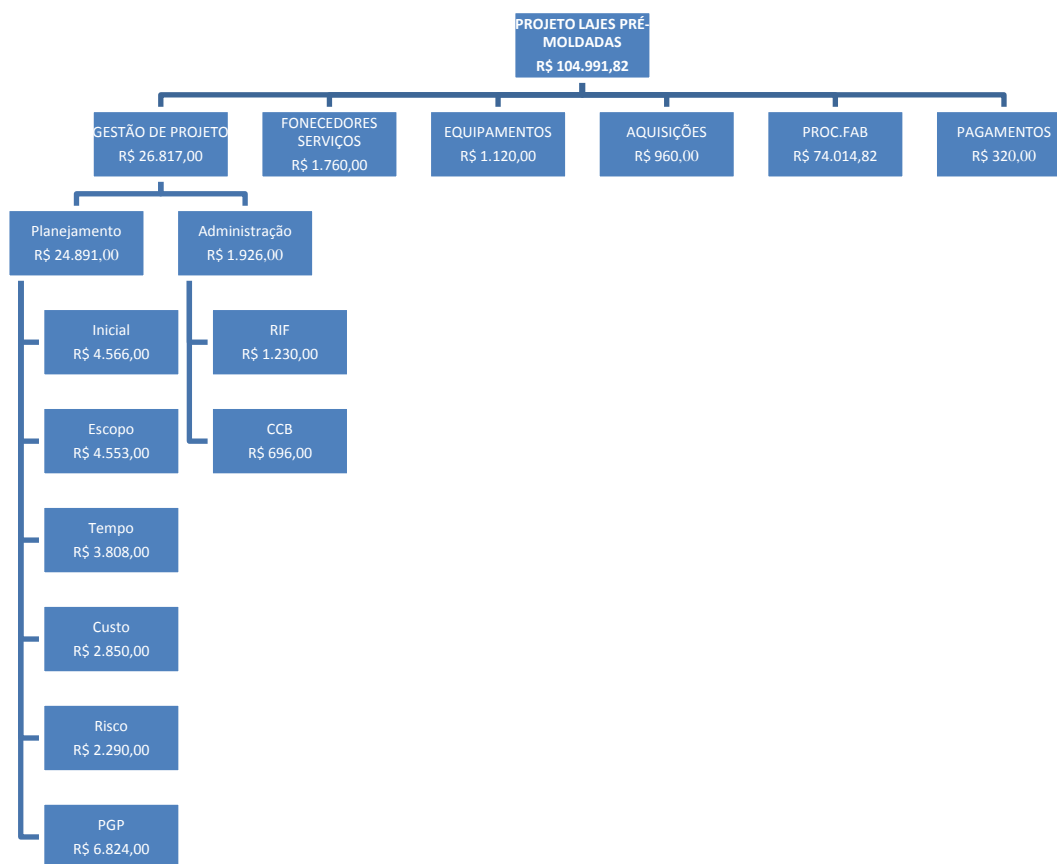 PROJETO LAJES PRÉ-
MOLDADAS
R$ 104.991,82
GESTÃO DE PROJETO
R$ 26.817,00
FONECEDORES
SERVIÇOS
R$ 1.760,00
EQUIPAMENTOS
R$ 1.120,00
AQUISIÇÕES
R$ 960,00
PROC.FAB
R$ 74.014,82
PAGAMENTOS
R$ 320,00
Planejamento
R$ 24.891,00
Administração
R$ 1.926,00
Inicial
R$ 4.566,00
RIF
R$ 1.230,00
Escopo
R$ 4.553,00
CCB
R$ 696,00
Tempo
R$ 3.808,00
Custo
R$ 2.850,00
Risco
R$ 2.290,00
PGP
R$ 6.824,00